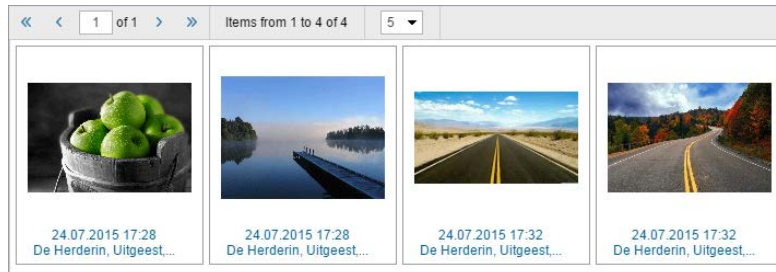 « ‹ 1 of 1 › » Items from 1 to 4 of 4 5
24.07.2015 17:28
De Herderin, Uitgeest,...
24.07.2015 17:28
De Herderin, Uitgeest,...
24.07.2015 17:32
De Herderin, Uitgeest,...
24.07.2015 17:32
De Herderin, Uitgeest,...